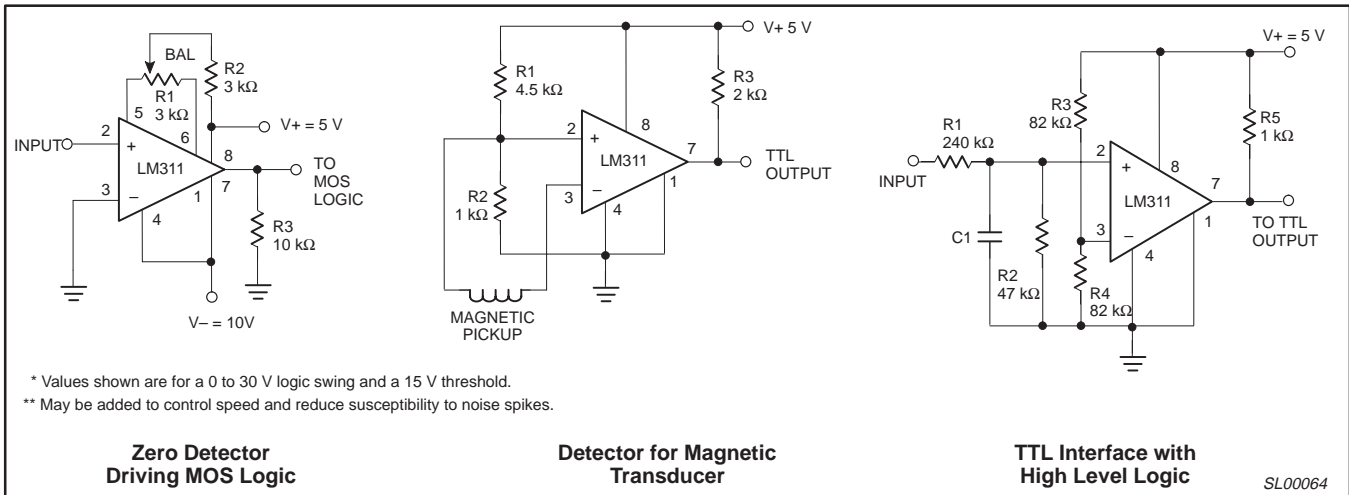 BAL
R1
3 kΩ
R2
3 kΩ
5
6
V+ = 5 V
INPUT
2
+
LM311
8
7
TO
MOS
LOGIC
3
–
1
4
R3
10 kΩ
V– = 10V
V+ 5 V
R1
4.5 kΩ
R3
2 kΩ
2
+
8
LM311
7
TTL
OUTPUT
R2
1 kΩ
3
–
1
4
MAGNETIC
PICKUP
V+ = 5 V
R3
82 kΩ
R5
1 kΩ
R1
240 kΩ
INPUT
2
+
8
LM311
7
TO TTL
OUTPUT
3
–
1
4
C1
R2
47 kΩ
R4
82 kΩ
* Values shown are for a 0 to 30 V logic swing and a 15 V threshold.
** May be added to control speed and reduce susceptibility to noise spikes.
Zero Detector
Driving MOS Logic
Detector for Magnetic
Transducer
TTL Interface with
High Level Logic
SL00064